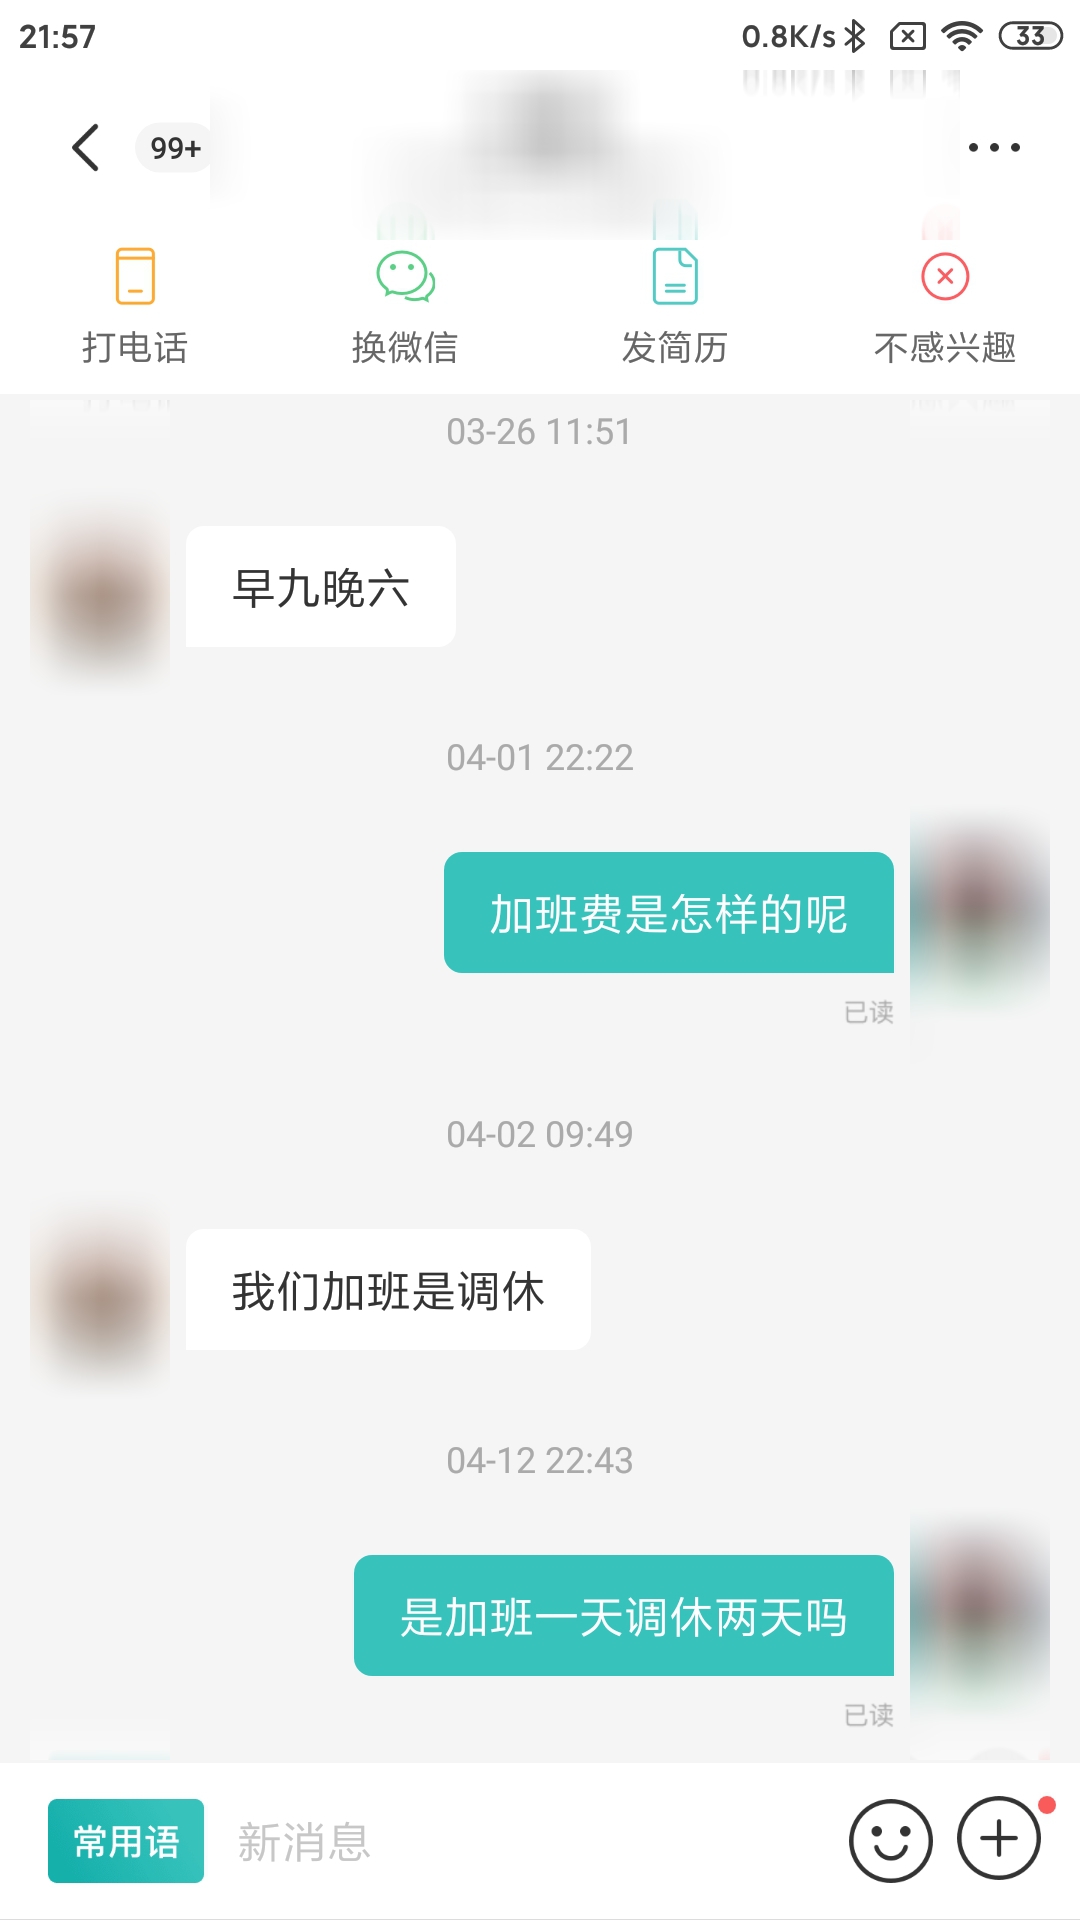 21:57
0.8K/s
33
99+
打电话
换微信
发简历
不感兴趣
03-26 11:51
早九晚六
04-01 22:22
加班费是怎样的呢
已读
04-02 09:49
我们加班是调休
04-12 22:43
是加班一天调休两天吗
已读
常用语
新消息